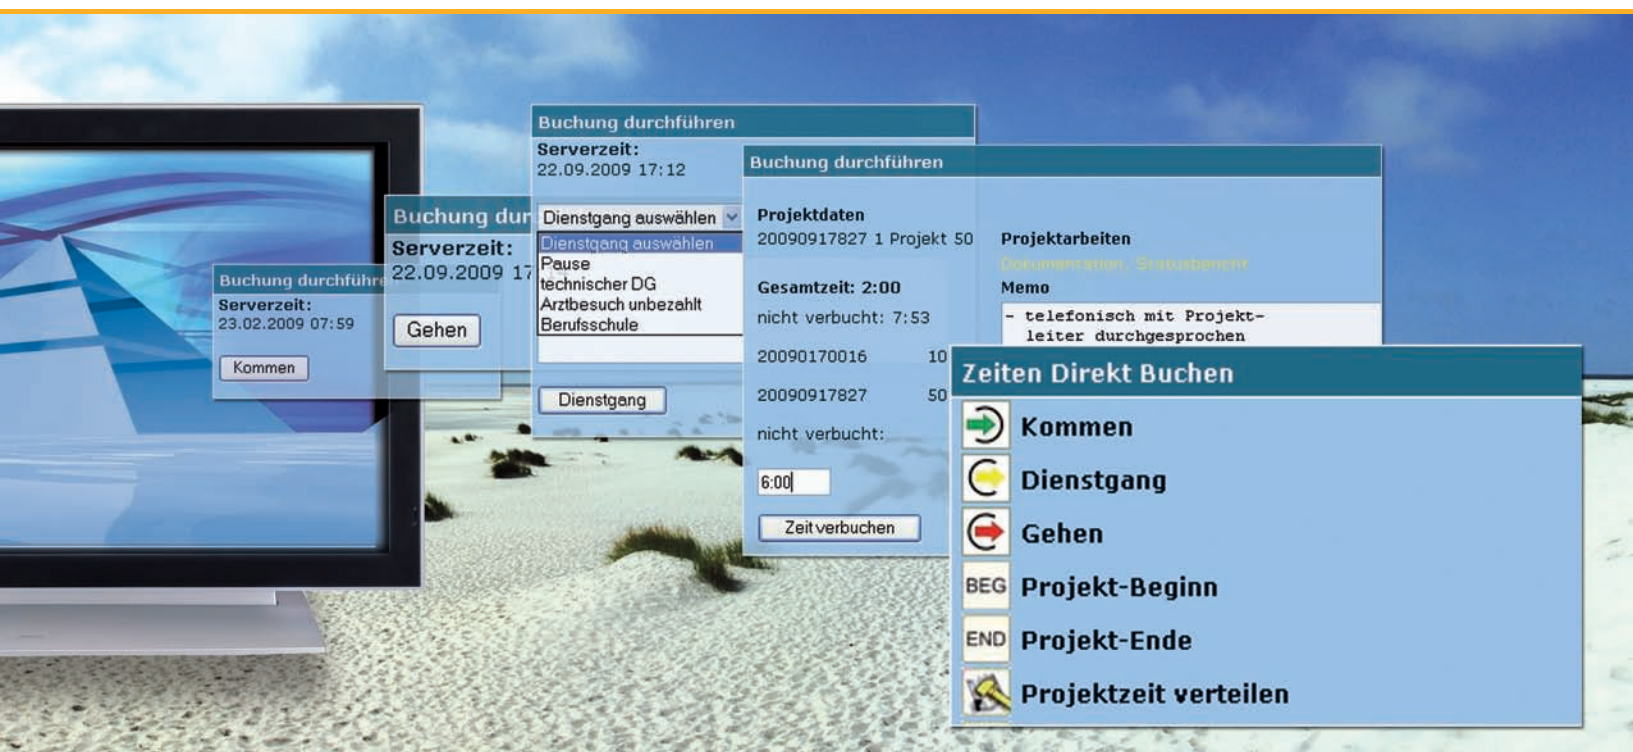 Buchung durchführe
Serverzeit:
23.02.2009 07:59
Kommen
Buchung dur
Serverzeit:
22.09.2009 17
Gehen
Buchung durchführen
Serverzeit:
22.09.2009 17:12
Dienstgang auswählen
Dienstgang auswählen
Pause
technischer DG
Arztbesuch unbezahlt
Berufsschule
Dienstgang
Buchung durchführen
Projektdaten
20090917827 1 Projekt 50
Gesamtzeit: 2:00
nicht verbucht: 7:53
20090170016 10
20090917827 50
nicht verbucht:
6:00
Zeit verbuchen
Projektarbeiten
Dokumentation, Statusbericht
Memo
- telefonisch mit Projekt-
leiter durchgesprochen
Zeiten Direkt Buchen
Kommen
Dienstgang
Gehen
BEG Projekt-Beginn
END Projekt-Ende
Projektzeit verteilen